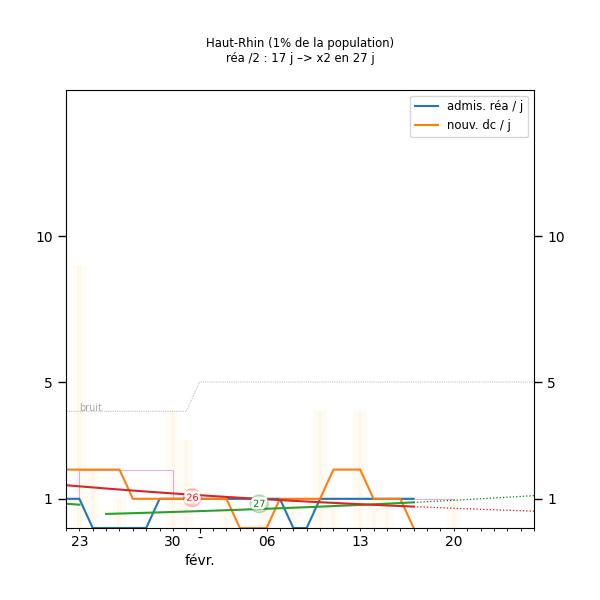 Haut-Rhin (1% de la population)
réa /2 : 17 j –> x2 en 27 j
admis. réa / j
nouv. dc / j
10
10
5
5
bruit
26
27
1
1
23
30
-
06
13
20
févr.